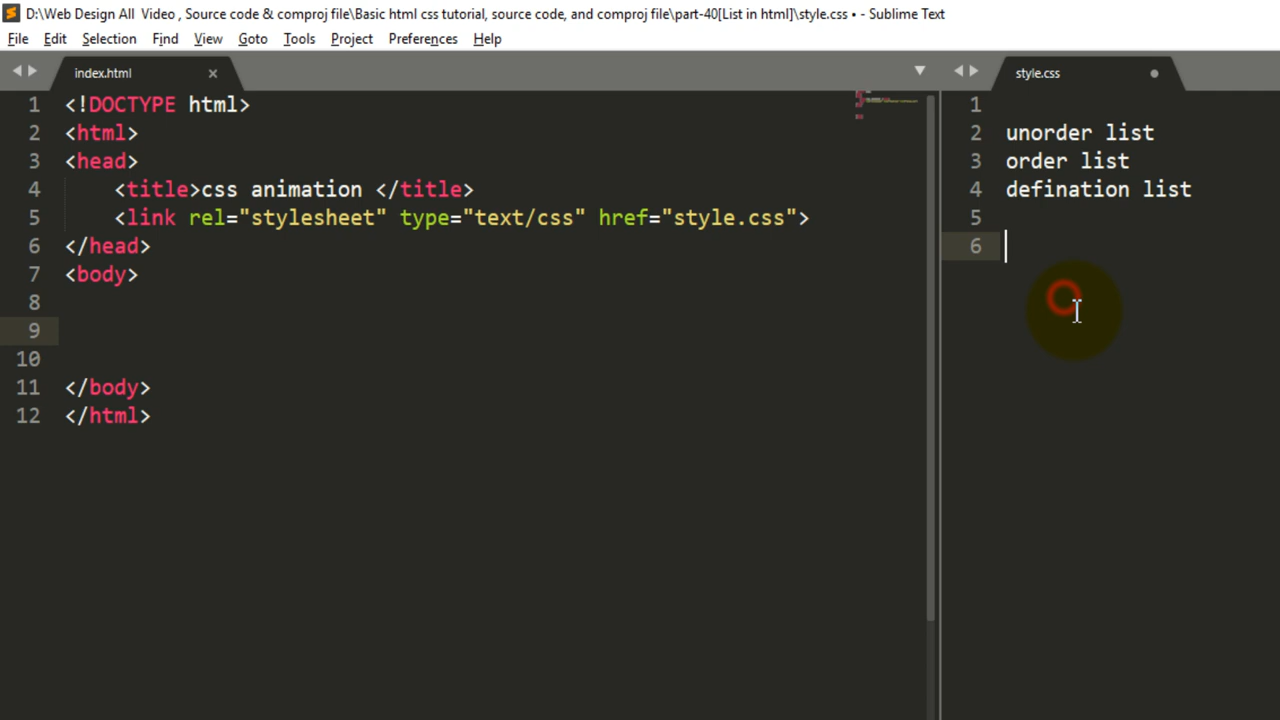 D:\Web Design All  Video , Source code & comproj file\Basic html css tutorial, source code, and comproj file\part-40[List in html]\style.css • - Sublime Text
File Edit Selection Find View Goto Tools Project Preferences Help
index.html
1 <!DOCTYPE html>
2 <html>
3 <head>
4     <title>css animation </title>
5     <link rel="stylesheet" type="text/css" href="style.css">
6 </head>
7 <body>
8
9
10
11 </body>
12 </html>
style.css
1
2 unorder list
3 order list
4 defination list
5
6